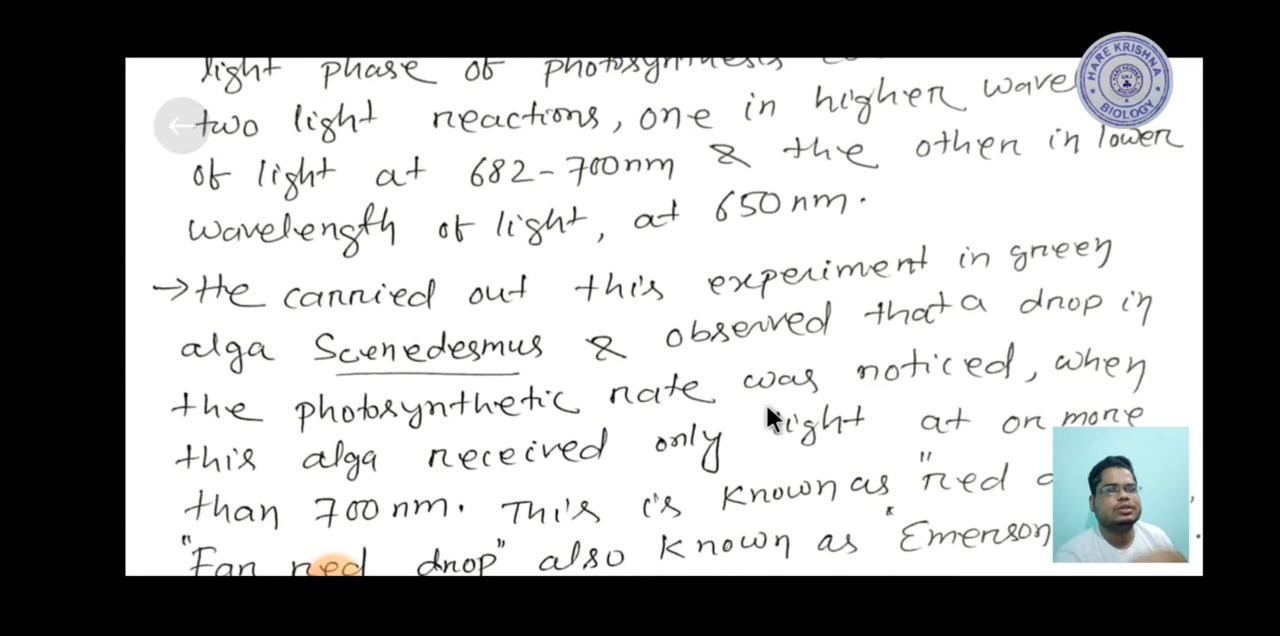 light phase of photosynthesis
two light reactions, one in higher wave
of light at 682-700nm & the other in lower
wavelength of light, at 650nm.
→He carried out this experiment in green
alga Scenedesmus & observed that a drop in
the photosynthetic rate was noticed, when
this alga received only light at or more
than 700nm. This is known as "red
"Far red drop" also known as "Emerson
HARE KRISHNA
BIOLOGY